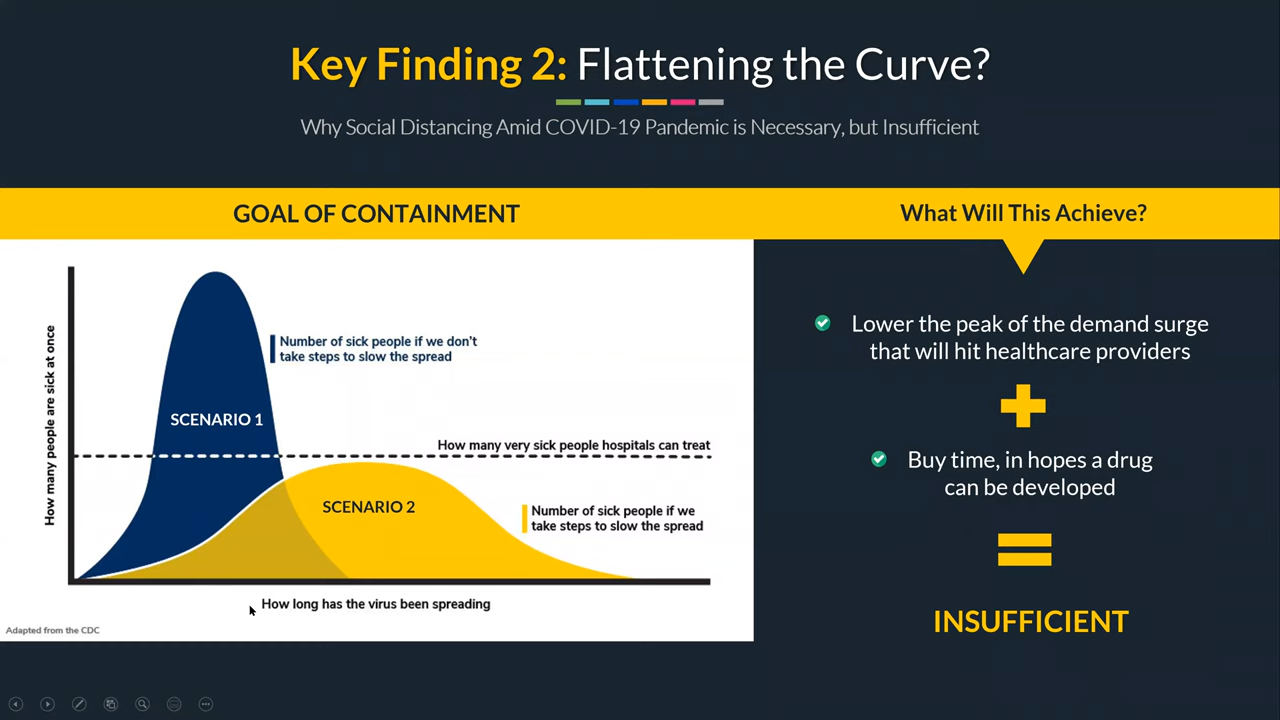 Key Finding 2: Flattening the Curve?
Why Social Distancing Amid COVID-19 Pandemic is Necessary, but Insufficient
GOAL OF CONTAINMENT
How many people are sick at once
Number of sick people if we don't
take steps to slow the spread
SCENARIO 1
How many very sick people hospitals can treat
SCENARIO 2
Number of sick people if we
take steps to slow the spread
How long has the virus been spreading
Adapted from the CDC
What Will This Achieve?
Lower the peak of the demand surge
that will hit healthcare providers
Buy time, in hopes a drug
can be developed
INSUFFICIENT